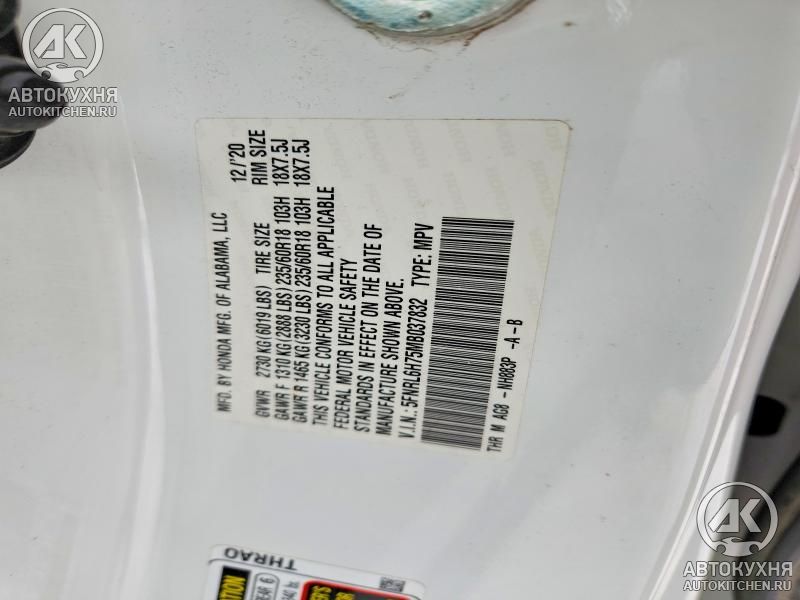 AK
АВТОКУХНЯ
AUTOKITCHEN.RU
MFD. BY HONDA MFG. OF ALABAMA, LLC 12/'20
GVWR 2730 KG(6019 LBS) TIRE SIZE RIM SIZE
GAWR F 1310 KG(2888 LBS)235/60R18 103H 18X7.5J
GAWR R 1465 KG(3230 LBS)235/60R18 103H 18X7.5J
THIS VEHICLE CONFORMS TO ALL APPLICABLE
FEDERAL MOTOR VEHICLE SAFETY
STANDARDS IN EFFECT ON THE DATE OF
MANUFACTURE SHOWN ABOVE.
V.I.N.:5FNRL6H75MB037832 TYPE: MPV
THR M AG8 -NH883P -A-B
THRAO
AK
АВТОКУХНЯ
AUTOKITCHEN.RU